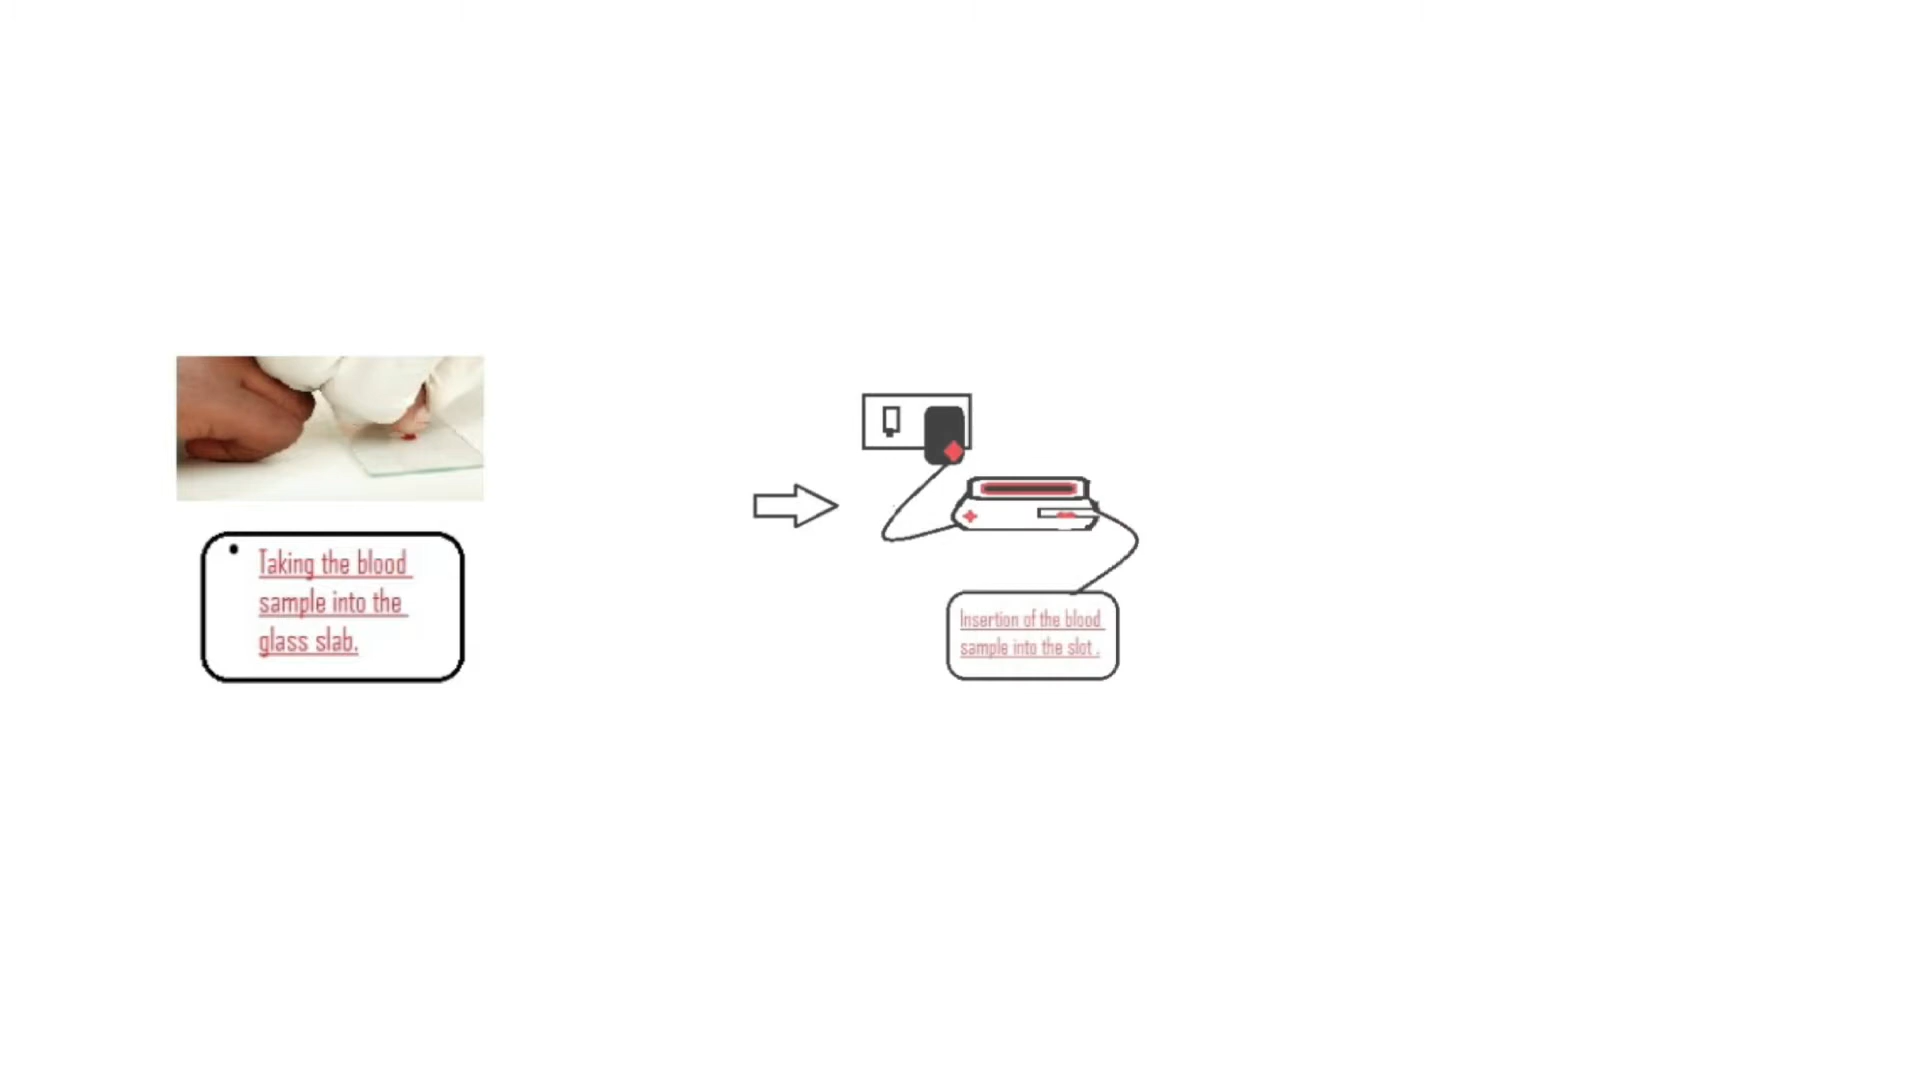 Taking the blood
sample into the
glass slab.
Insertion of the blood
sample into the slot .